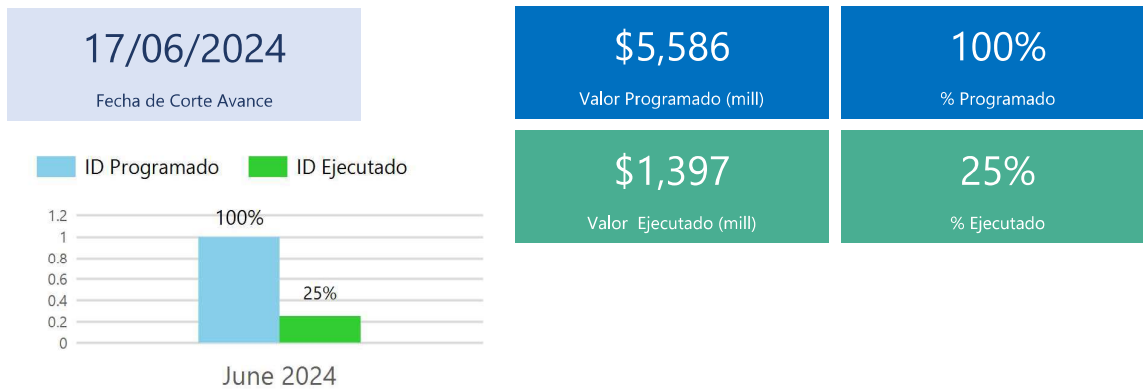 17/06/2024
Fecha de Corte Avance
$5,586
Valor Programado (mill)
100%
% Programado
$1,397
Valor Ejecutado (mill)
25%
% Ejecutado
ID Programado ID Ejecutado
1.2
1
0.8
0.6
0.4
0.2
0
100%
25%
June 2024